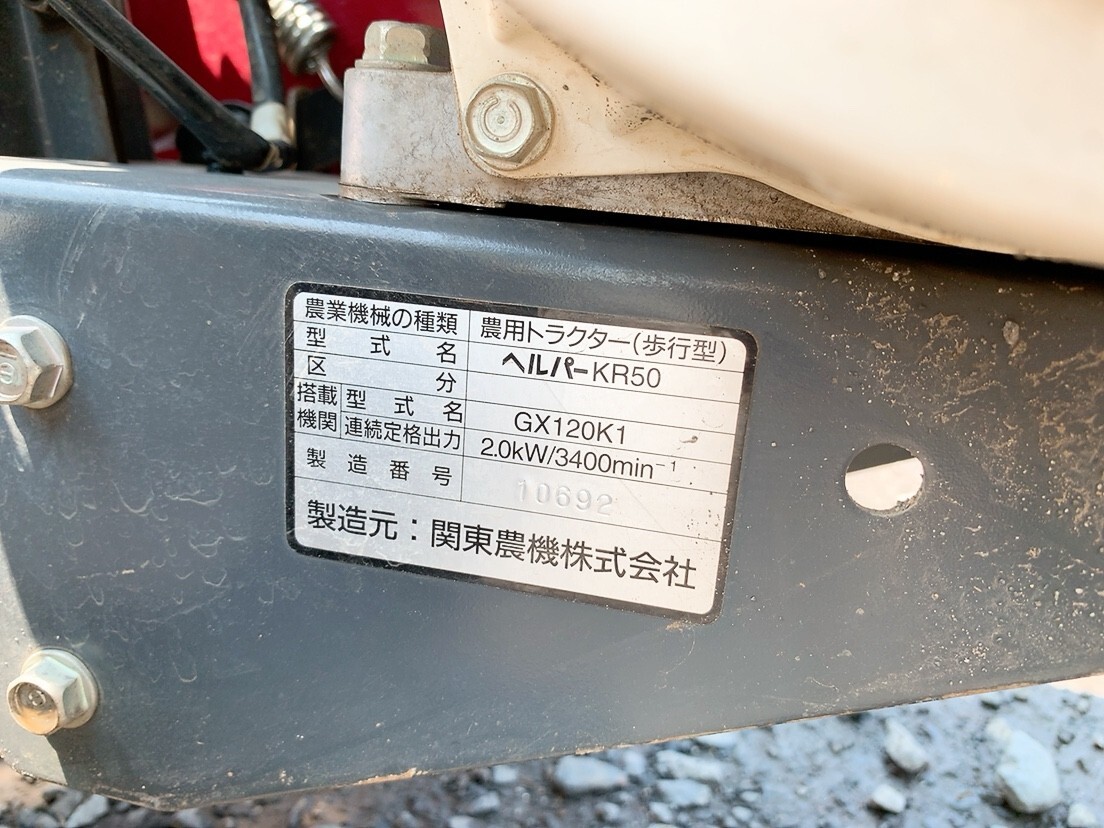 農業機械の種類 農用トラクター(歩行型)
型式名 ヘルパーKR50
区分
搭載機関 型式名 GX120K1
連続定格出力 2.0kW/3400min⁻¹
製造番号 10692
製造元：関東農機株式会社